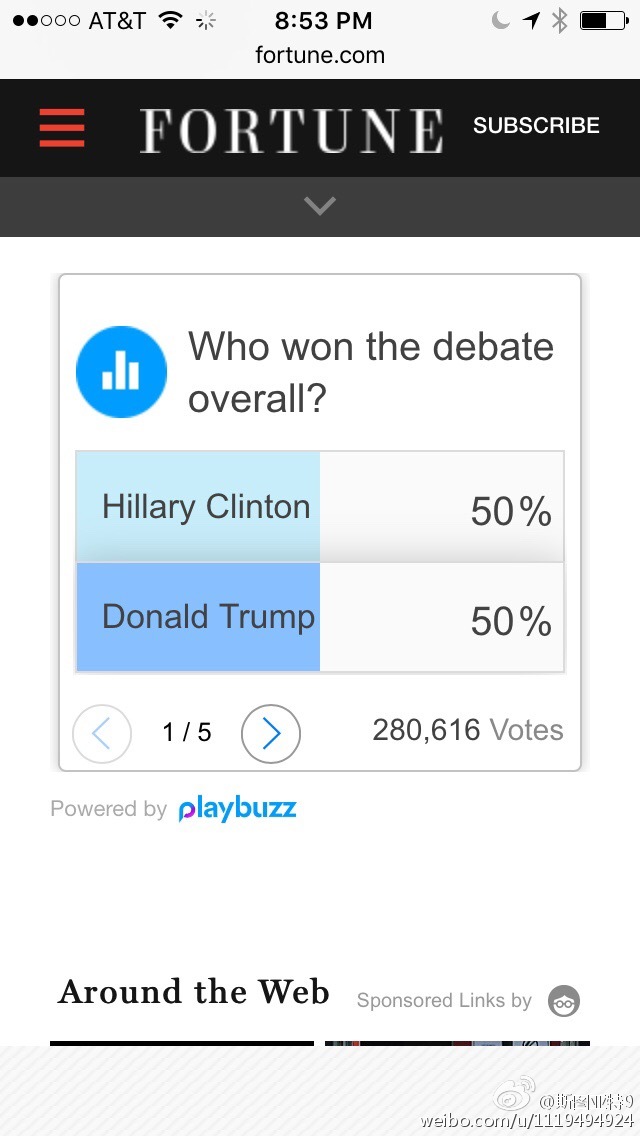 AT&T 8:53 PM
fortune.com
FORTUNE SUBSCRIBE
Who won the debate
overall?
Hillary Clinton 50%
Donald Trump 50%
1 / 5 280,616 Votes
Powered by playbuzz
Around the Web Sponsored Links by
weibo.com/u/1119494924